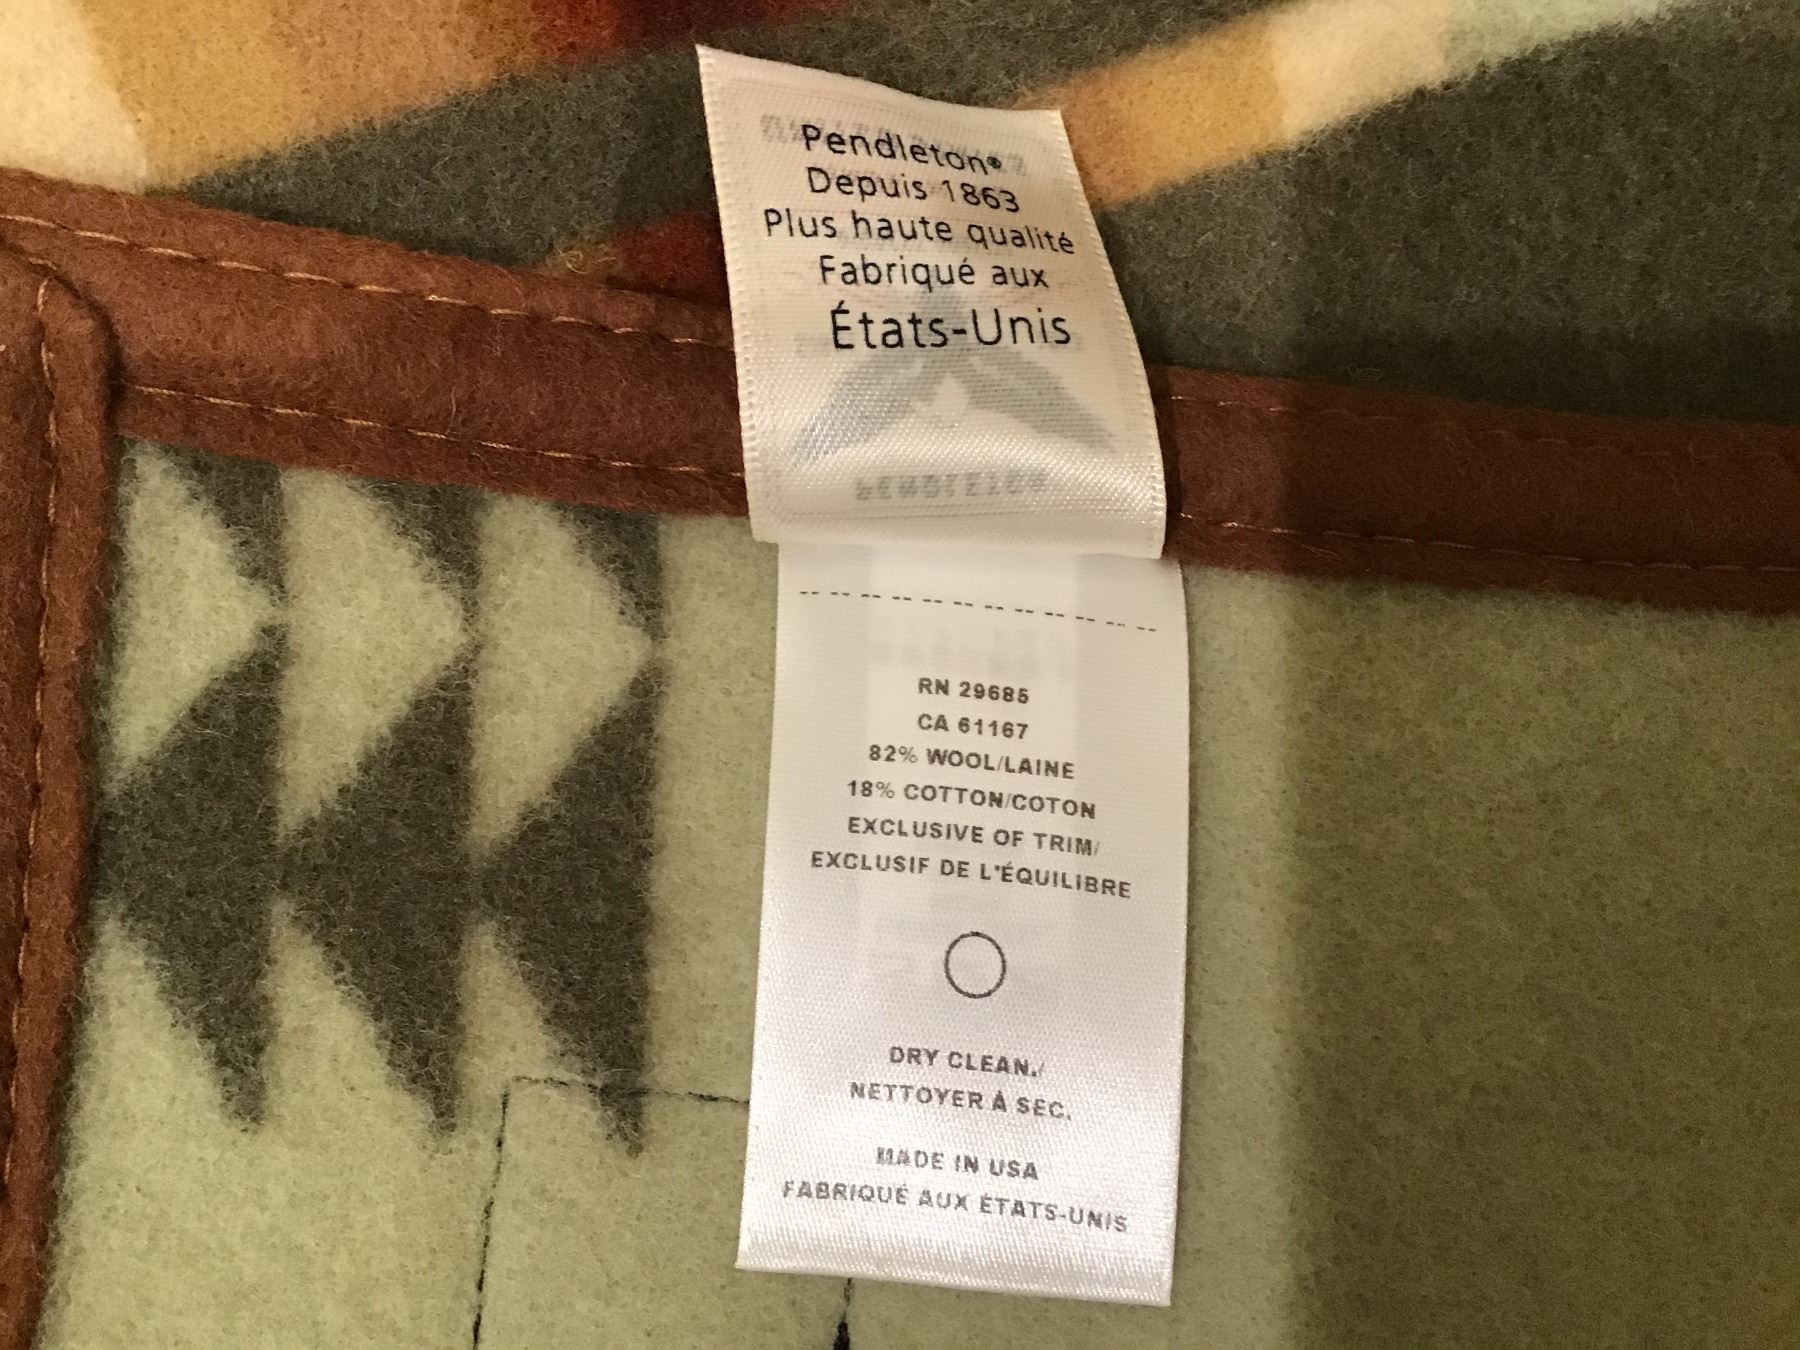 Pendleton®
Depuis 1863
Plus haute qualité
Fabriqué aux
États-Unis
RN 29685
CA 61167
82% WOOL/LAINE
18% COTTON/COTON
EXCLUSIVE OF TRIM/
EXCLUSIF DE L'ÉQUILIBRE
DRY CLEAN./
NETTOYER À SEC.
MADE IN USA
FABRIQUÉ AUX ÉTATS-UNIS